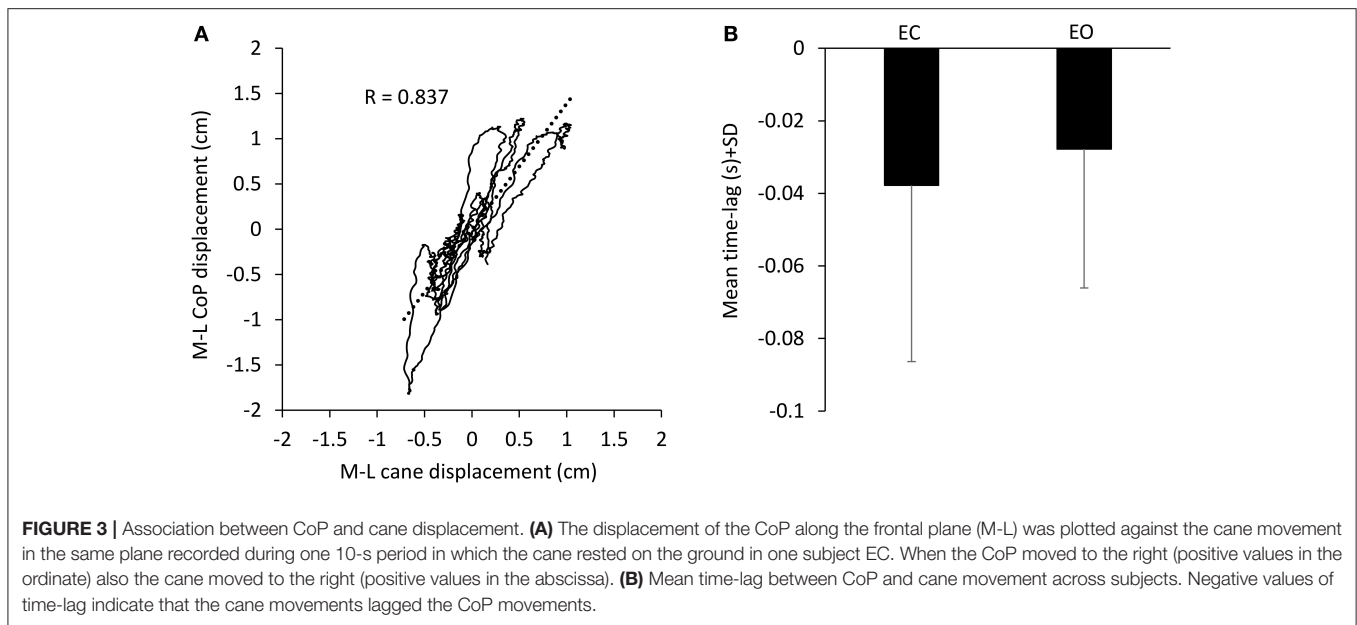 A
2
1.5
1
0.5
0
-0.5
-1
-1.5
-2
M-L CoP displacement (cm)
R = 0.837
-2 -1.5 -1 -0.5 0 0.5 1 1.5 2
M-L cane displacement (cm)
B
EC EO
0
-0.02
-0.04
-0.06
-0.08
-0.1
Mean time-lag (s)+SD
FIGURE 3 | Association between CoP and cane displacement. (A) The displacement of the CoP along the frontal plane (M-L) was plotted against the cane movement
in the same plane recorded during one 10-s period in which the cane rested on the ground in one subject EC. When the CoP moved to the right (positive values in the
ordinate) also the cane moved to the right (positive values in the abscissa). (B) Mean time-lag between CoP and cane movement across subjects. Negative values of
time-lag indicate that the cane movements lagged the CoP movements.